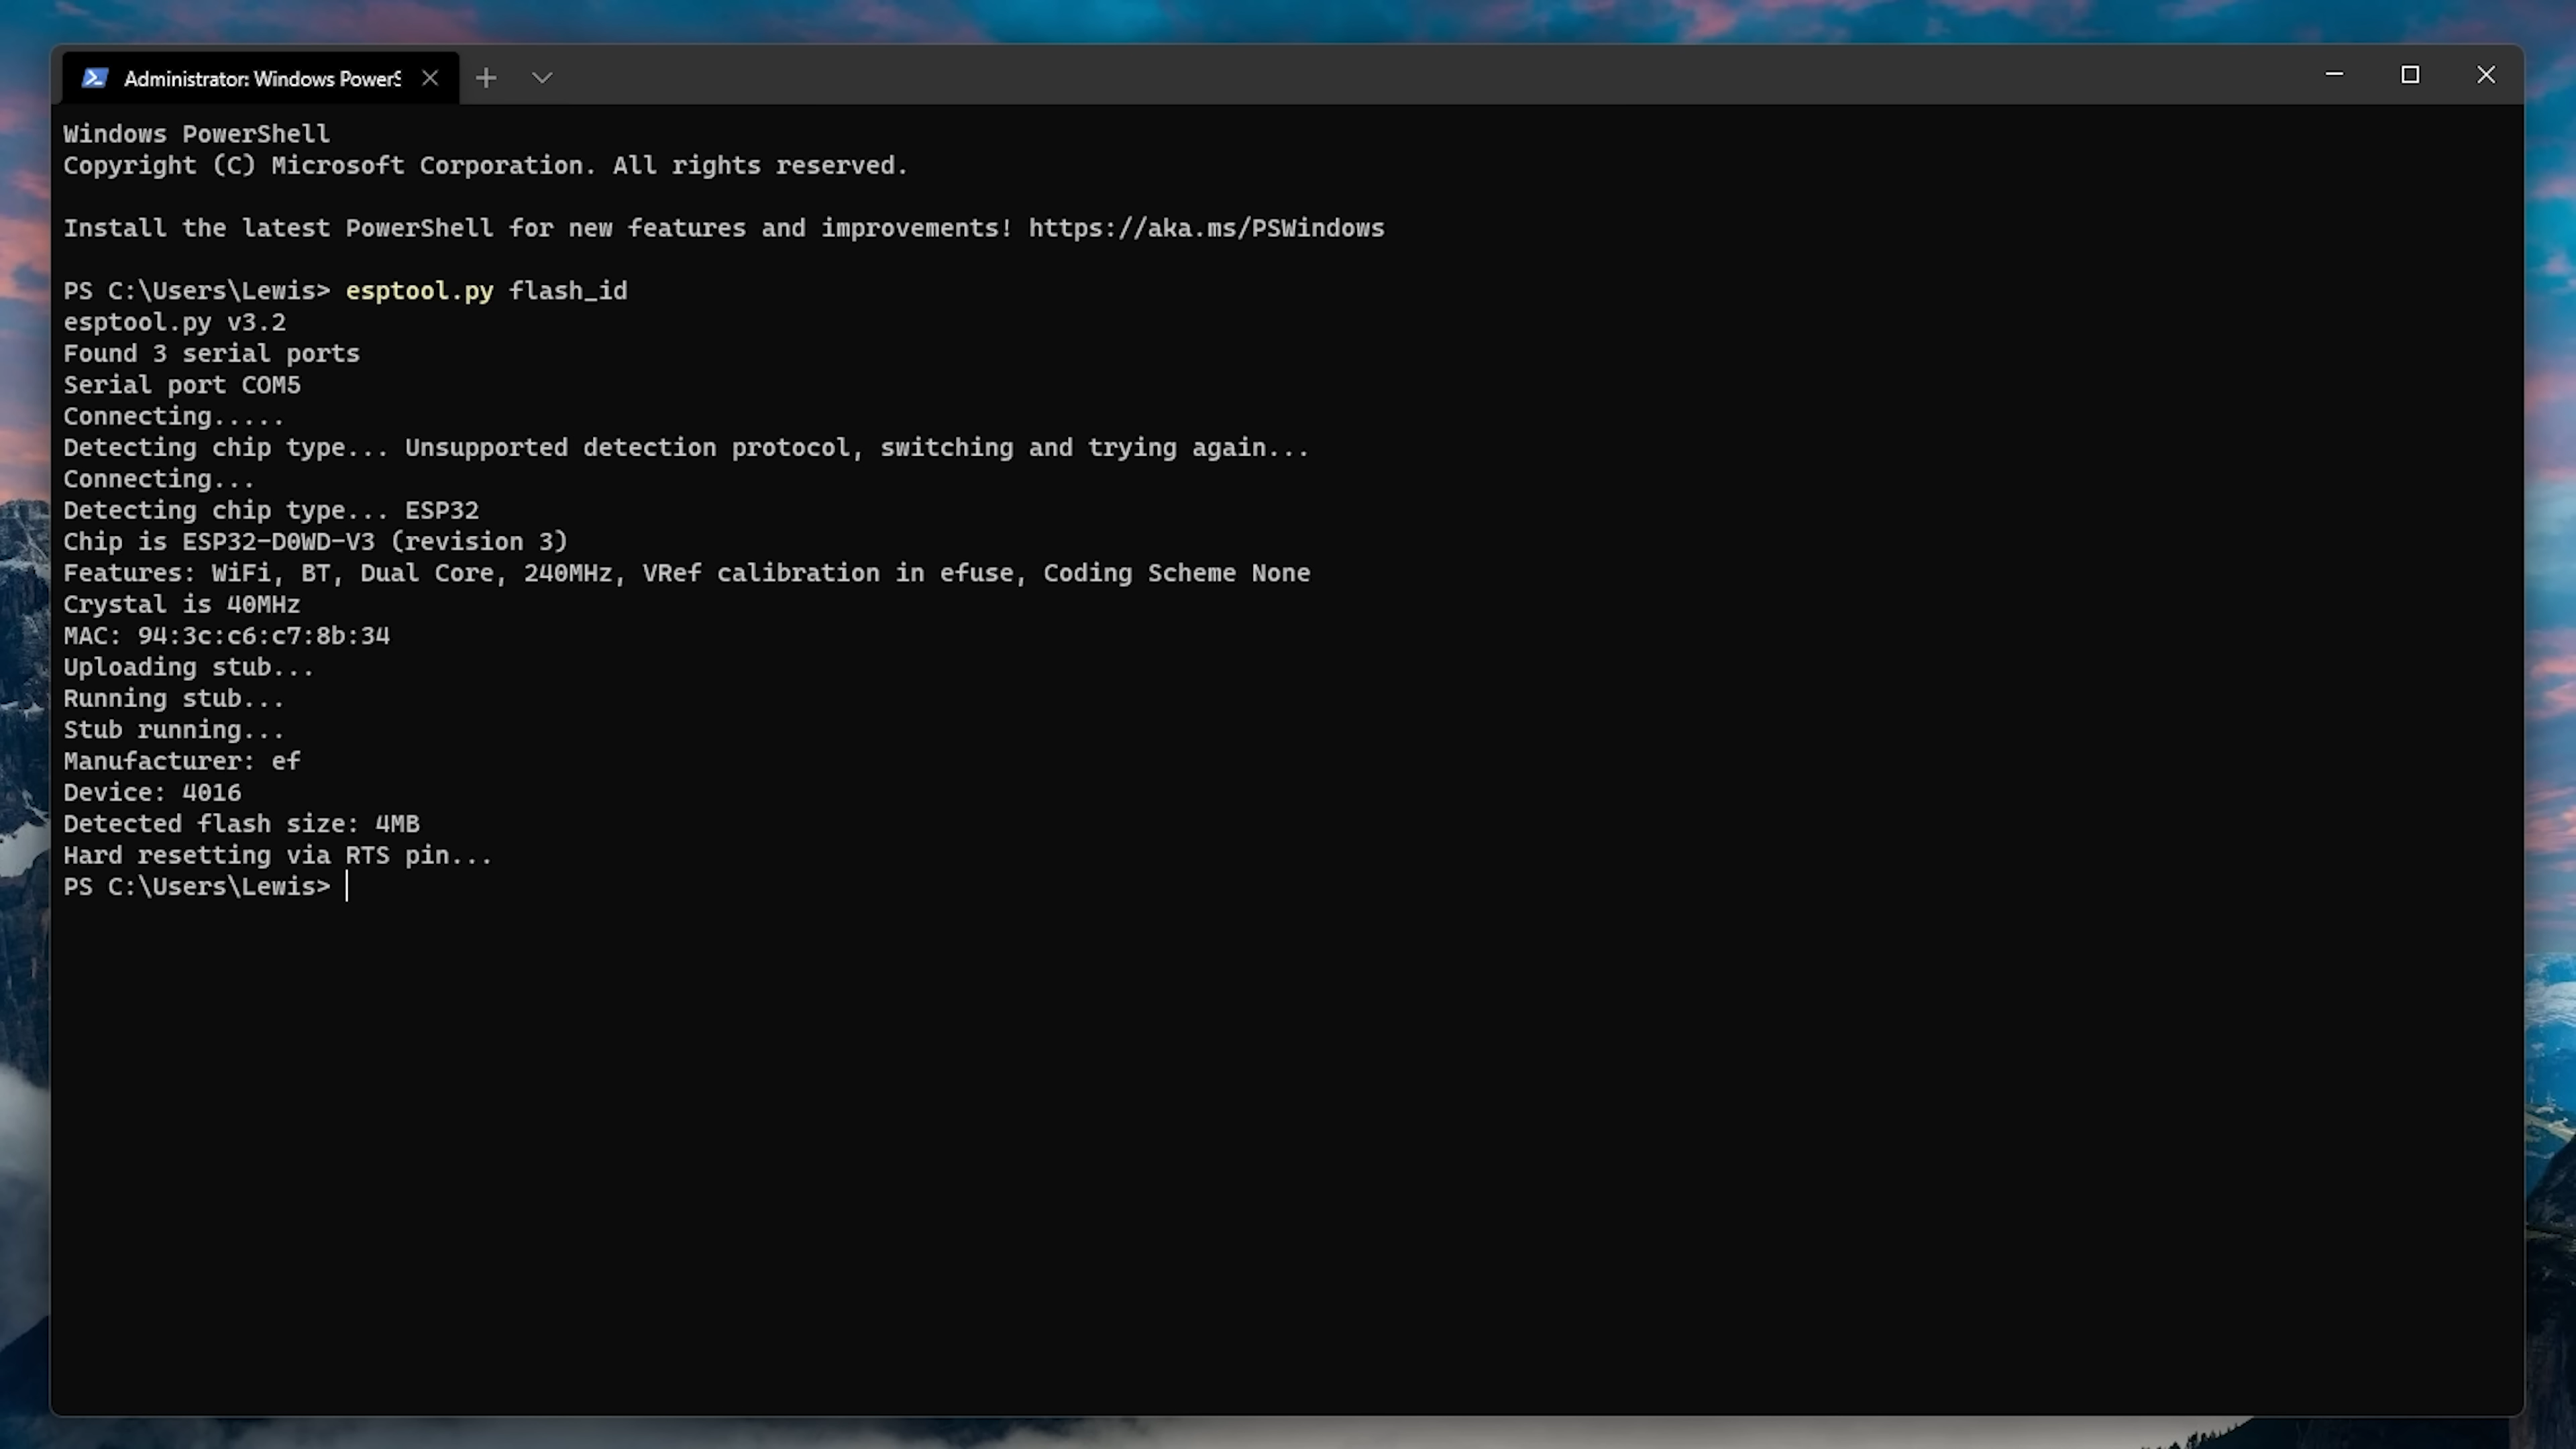 Administrator: Windows PowerS
Windows PowerShell
Copyright (C) Microsoft Corporation. All rights reserved.
Install the latest PowerShell for new features and improvements! https://aka.ms/PSWindows
PS C:\Users\Lewis> esptool.py flash_id
esptool.py v3.2
Found 3 serial ports
Serial port COM5
Connecting.....
Detecting chip type... Unsupported detection protocol, switching and trying again...
Connecting...
Detecting chip type... ESP32
Chip is ESP32-D0WD-V3 (revision 3)
Features: WiFi, BT, Dual Core, 240MHz, VRef calibration in efuse, Coding Scheme None
Crystal is 40MHz
MAC: 94:3c:c6:c7:8b:34
Uploading stub...
Running stub...
Stub running...
Manufacturer: ef
Device: 4016
Detected flash size: 4MB
Hard resetting via RTS pin...
PS C:\Users\Lewis>